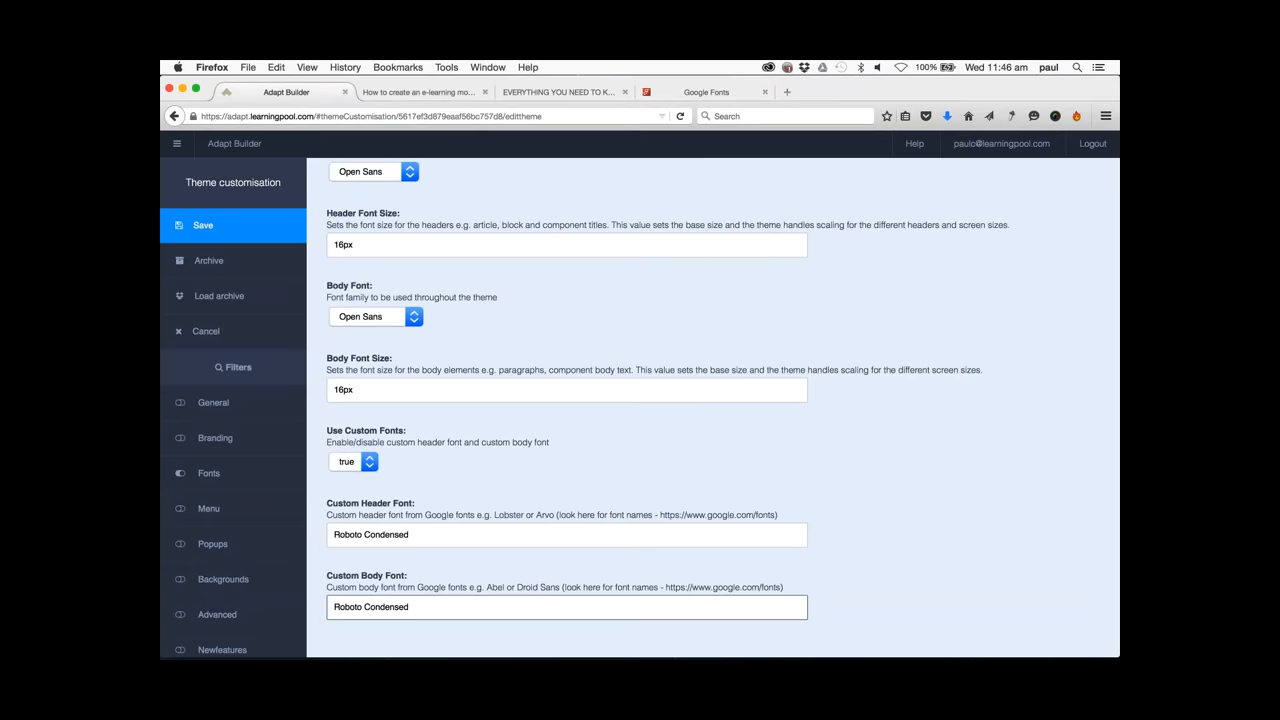 Firefox File Edit View History Bookmarks Tools Window Help 100% Wed 11:46 am paul
Adapt Builder How to create an e-learning mo... EVERYTHING YOU NEED TO K... Google Fonts
https://adapt.learningpool.com/#themeCustomisation/5617ef3d879eaaf56bc757d8/edittheme Search
Adapt Builder Help paulc@learningpool.com Logout
Theme customisation
Save
Archive
Load archive
Cancel
Filters
General
Branding
Fonts
Menu
Popups
Backgrounds
Advanced
Newfeatures
Open Sans
Header Font Size:
Sets the font size for the headers e.g. article, block and component titles. This value sets the base size and the theme handles scaling for the different headers and screen sizes.
16px
Body Font:
Font family to be used throughout the theme
Open Sans
Body Font Size:
Sets the font size for the body elements e.g. paragraphs, component body text. This value sets the base size and the theme handles scaling for the different screen sizes.
16px
Use Custom Fonts:
Enable/disable custom header font and custom body font
true
Custom Header Font:
Custom header font from Google fonts e.g. Lobster or Arvo (look here for font names - https://www.google.com/fonts)
Roboto Condensed
Custom Body Font:
Custom body font from Google fonts e.g. Abel or Droid Sans (look here for font names - https://www.google.com/fonts)
Roboto Condensed